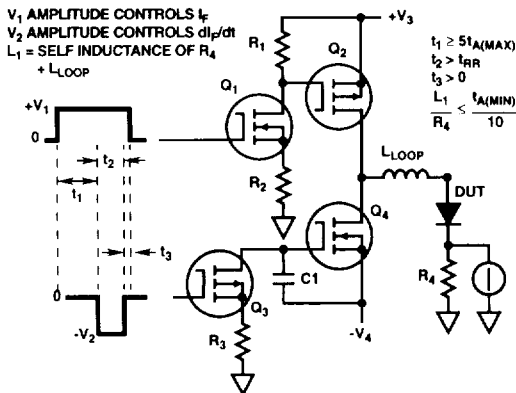 V1 AMPLITUDE CONTROLS IF
V2 AMPLITUDE CONTROLS dIF/dt
L1 = SELF INDUCTANCE OF R4
+ LLOOP
+V3
t1 ≥ 5tA(MAX)
t2 > tRR
t3 > 0
L1/R4 ≤ tA(MIN)/10
R1
Q2
Q1
+V1
0
t2
t1
t3
R2
LLOOP
DUT
Q4
C1
R4
0
-V2
Q3
R3
-V4